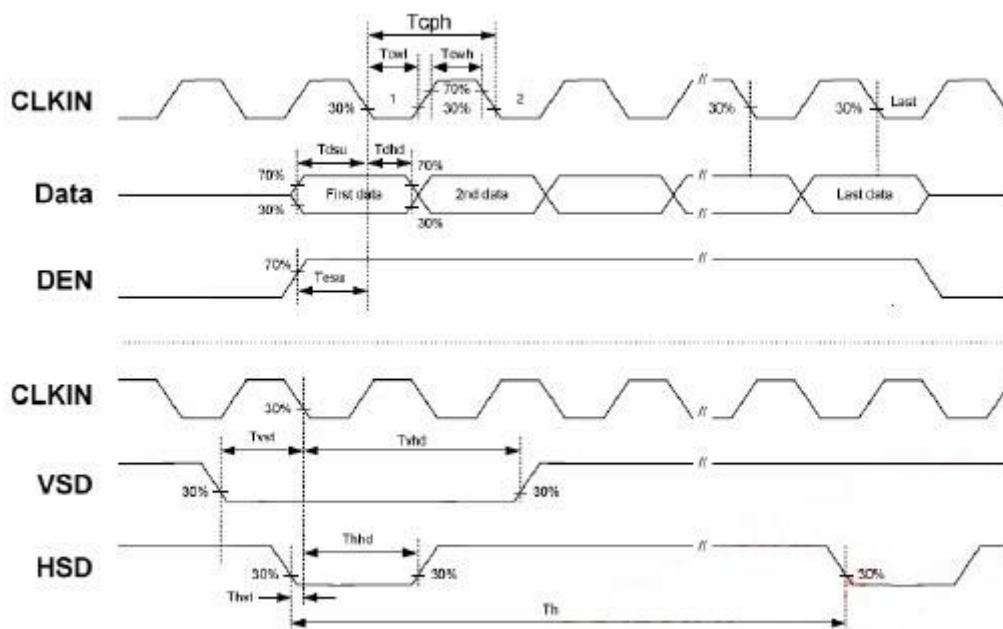 Tcph
Tcwl Tcwh
CLKIN 30% 1 70% 30% 2 // 30% 30% Last
Tdsu Tdhd
70% 70%
Data First data 2nd data // Last data
30% 30%
DEN 70% Tesu //
CLKIN 30% //
Tvst Tvhd
VSD 30% 30% //
Thhd
HSD 30% 30% // 30%
Thst
Th